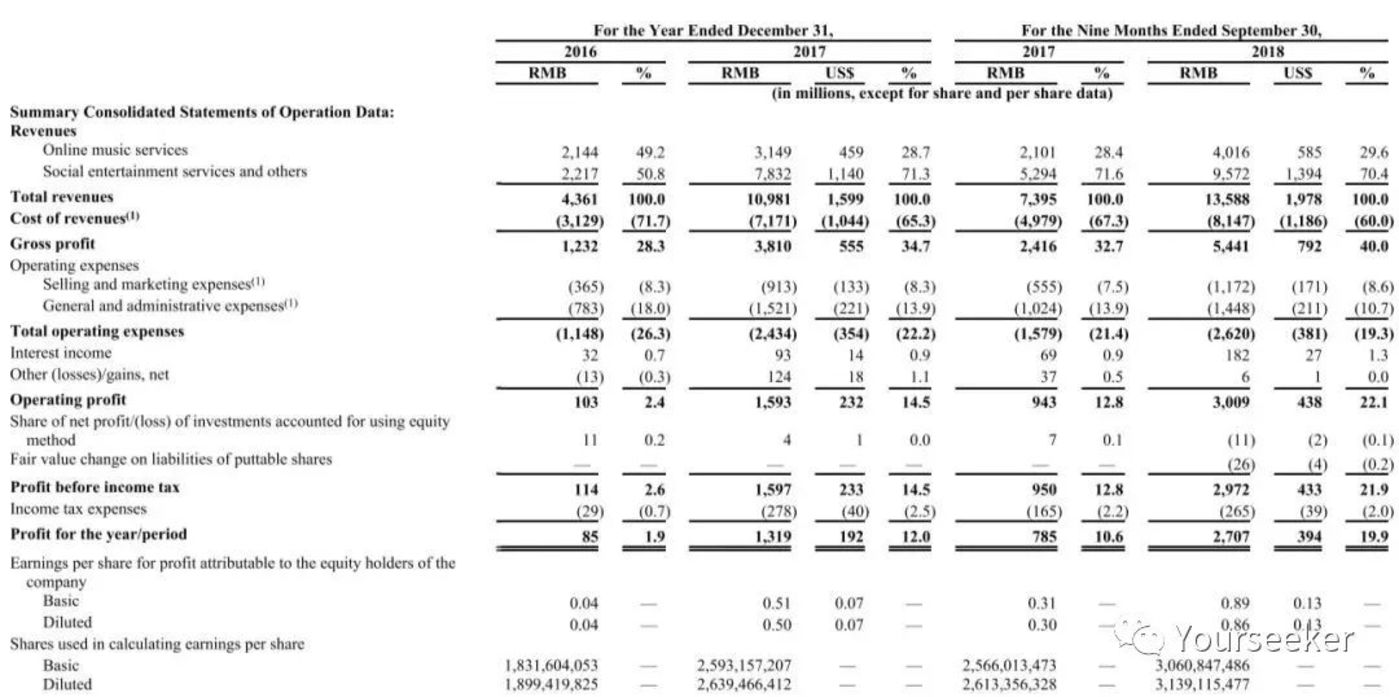 For the Year Ended December 31, For the Nine Months Ended September 30,
2016 2017 2017 2018
RMB % RMB US$ % RMB % RMB US$ %
(in millions, except for share and per share data)
Summary Consolidated Statements of Operation Data:
Revenues
Online music services 2,144 49.2 3,149 459 28.7 2,101 28.4 4,016 585 29.6
Social entertainment services and others 2,217 50.8 7,832 1,140 71.3 5,294 71.6 9,572 1,394 70.4
Total revenues 4,361 100.0 10,981 1,599 100.0 7,395 100.0 13,588 1,978 100.0
Cost of revenues(1) (3,129) (71.7) (7,171) (1,044) (65.3) (4,979) (67.3) (8,147) (1,186) (60.0)
Gross profit 1,232 28.3 3,810 555 34.7 2,416 32.7 5,441 792 40.0
Operating expenses
Selling and marketing expenses(1) (365) (8.3) (913) (133) (8.3) (555) (7.5) (1,172) (171) (8.6)
General and administrative expenses(1) (783) (18.0) (1,521) (221) (13.9) (1,024) (13.9) (1,448) (211) (10.7)
Total operating expenses (1,148) (26.3) (2,434) (354) (22.2) (1,579) (21.4) (2,620) (381) (19.3)
Interest income 32 0.7 93 14 0.9 69 0.9 182 27 1.3
Other (losses)/gains, net (13) (0.3) 124 18 1.1 37 0.5 6 1 0.0
Operating profit 103 2.4 1,593 232 14.5 943 12.8 3,009 438 22.1
Share of net profit/(loss) of investments accounted for using equity
method 11 0.2 4 1 0.0 7 0.1 (11) (2) (0.1)
Fair value change on liabilities of puttable shares — — — — — — — (26) (4) (0.2)
Profit before income tax 114 2.6 1,597 233 14.5 950 12.8 2,972 433 21.9
Income tax expenses (29) (0.7) (278) (40) (2.5) (165) (2.2) (265) (39) (2.0)
Profit for the year/period 85 1.9 1,319 192 12.0 785 10.6 2,707 394 19.9
Earnings per share for profit attributable to the equity holders of the
company
Basic 0.04 — 0.51 0.07 — 0.31 — 0.89 0.13 —
Diluted 0.04 — 0.50 0.07 — 0.30 — 0.86 0.13 —
Yourseeker
Shares used in calculating earnings per share
Basic 1,831,604,053 — 2,593,157,207 — — 2,566,013,473 — 3,060,847,486 — —
Diluted 1,899,419,825 — 2,639,466,412 — — 2,613,356,328 — 3,139,115,477 — —